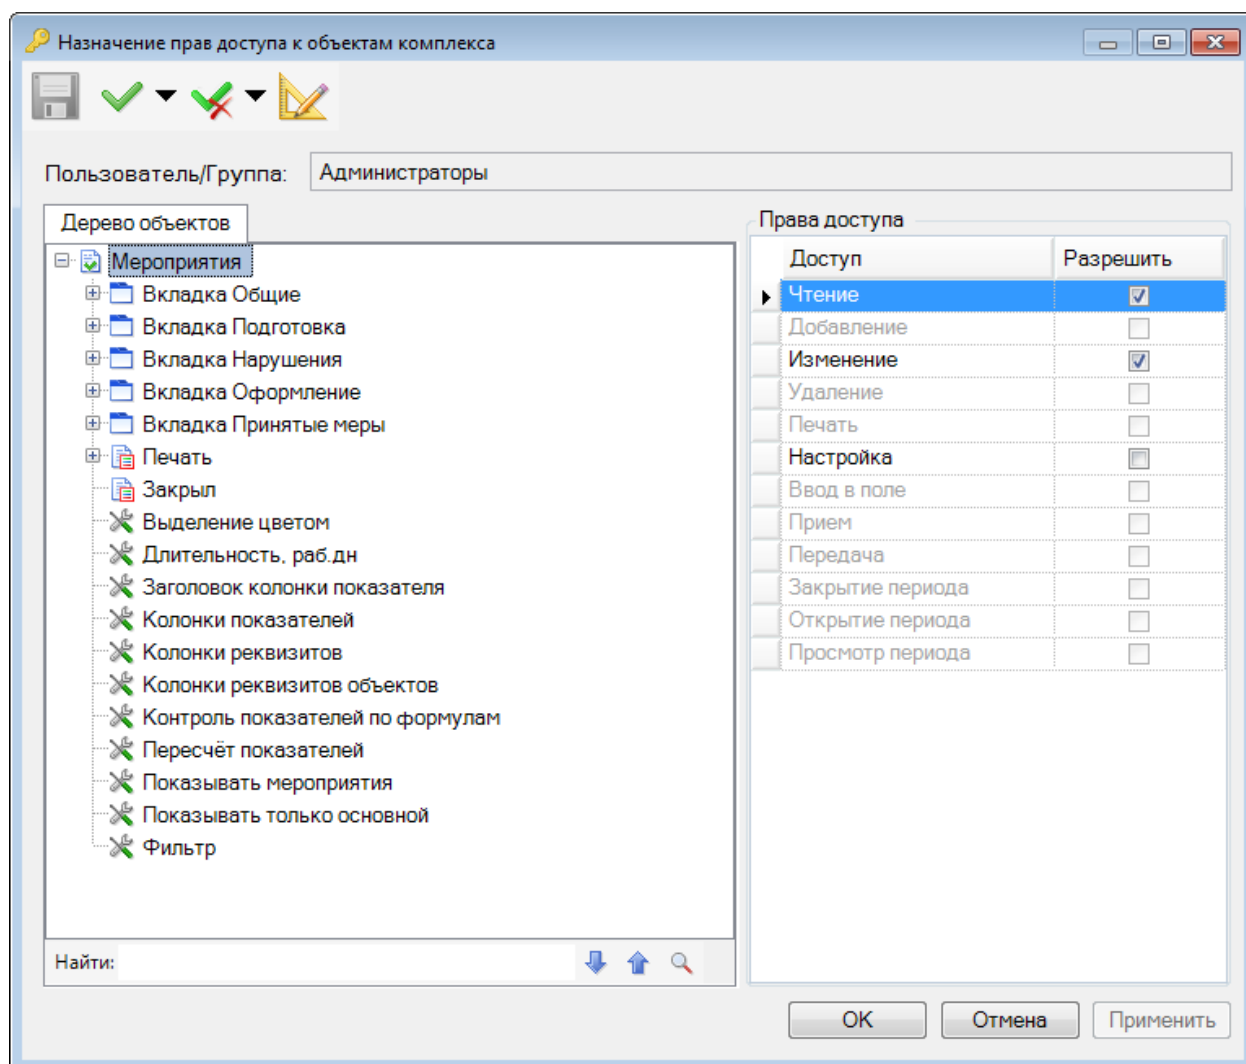 Назначение прав доступа к объектам комплекса
Пользователь/Группа: Администраторы
Дерево объектов
Мероприятия
Вкладка Общие
Вкладка Подготовка
Вкладка Нарушения
Вкладка Оформление
Вкладка Принятые меры
Печать
Закрыл
Выделение цветом
Длительность, раб.дн
Заголовок колонки показателя
Колонки показателей
Колонки реквизитов
Колонки реквизитов объектов
Контроль показателей по формулам
Пересчёт показателей
Показывать мероприятия
Показывать только основной
Фильтр
Найти:
Права доступа
Доступ Разрешить
Чтение
Добавление
Изменение
Удаление
Печать
Настройка
Ввод в поле
Прием
Передача
Закрытие периода
Открытие периода
Просмотр периода
OK Отмена Применить